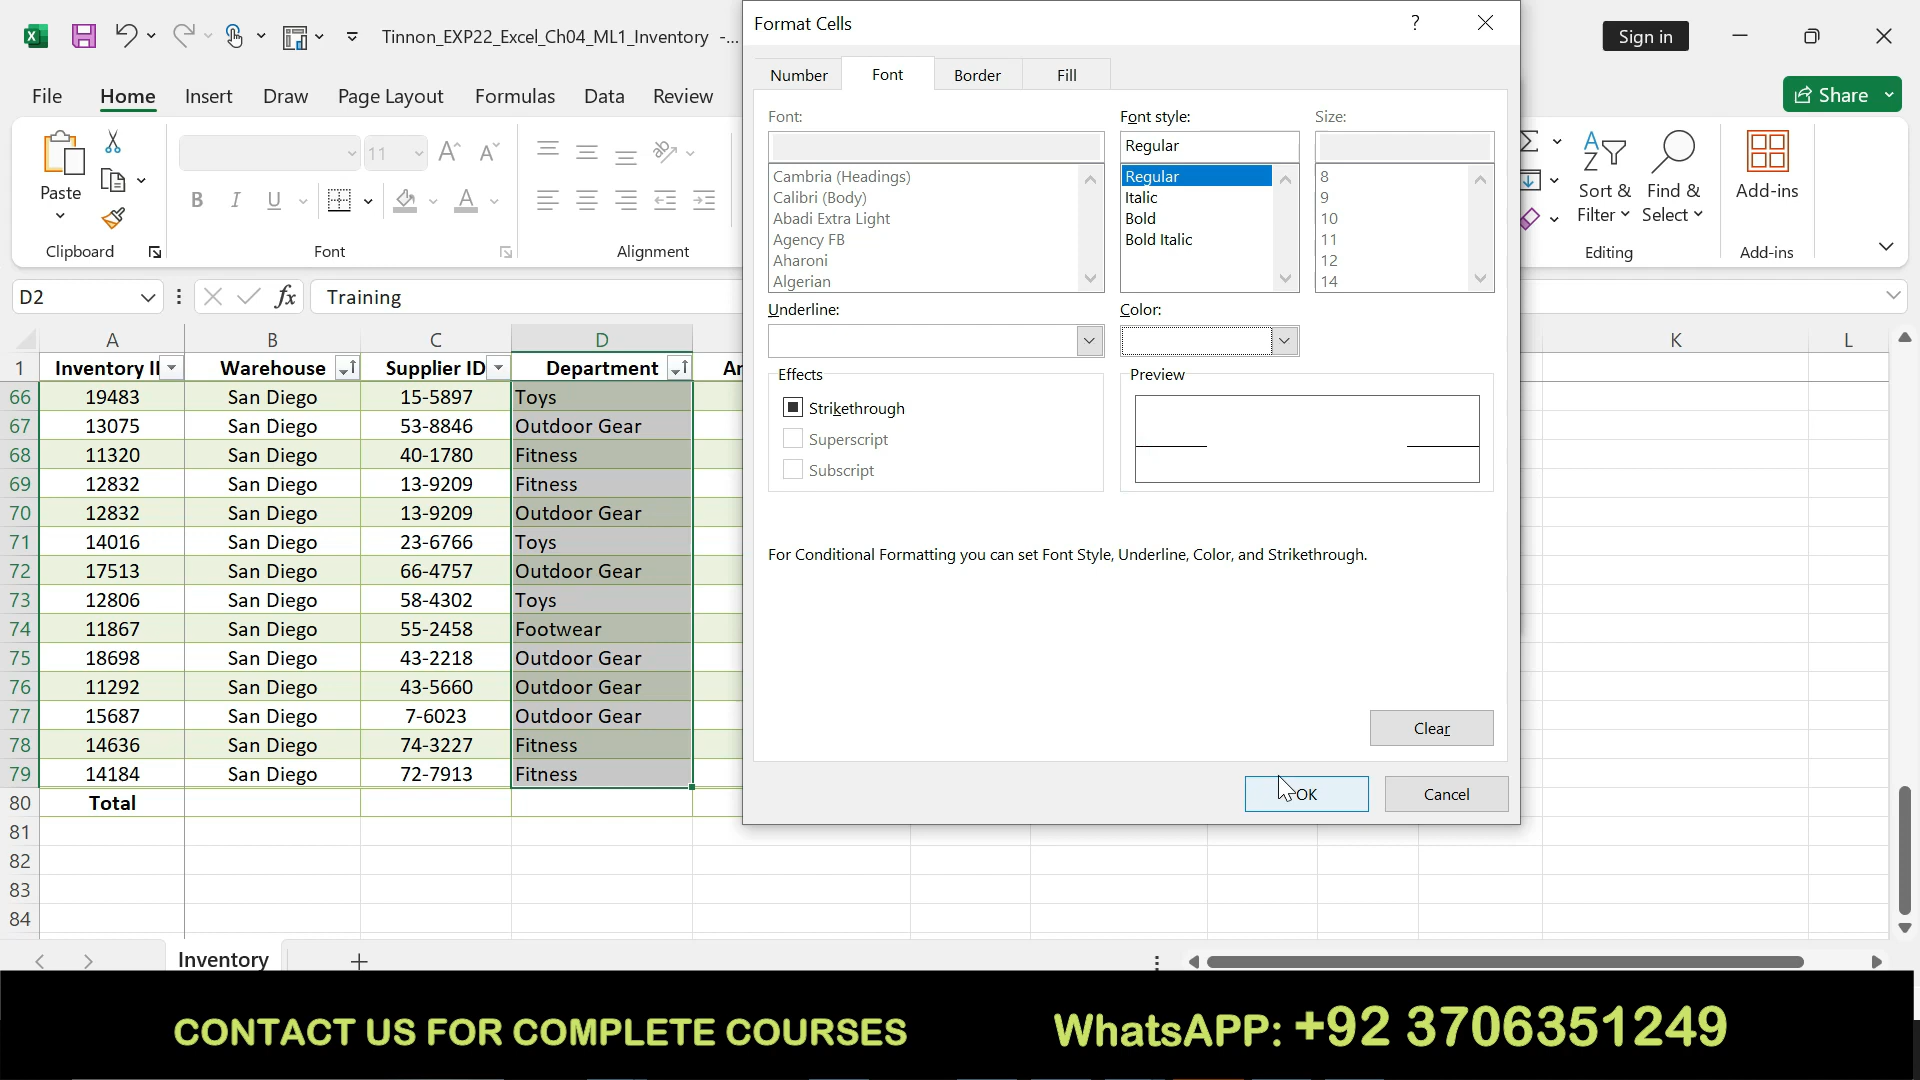 Tinnon_EXP22_Excel_Ch04_ML1_Inventory -...
Sign in
File Home Insert Draw Page Layout Formulas Data Review
Share
Paste
11
B I U A
Sort & Filter
Find & Select
Add-ins
Clipboard Font Alignment Editing Add-ins
D2
fx
Training
A B C D K L
1 Inventory I Warehouse Supplier ID Department
66 19483 San Diego 15-5897 Toys
67 13075 San Diego 53-8846 Outdoor Gear
68 11320 San Diego 40-1780 Fitness
69 12832 San Diego 13-9209 Fitness
70 12832 San Diego 13-9209 Outdoor Gear
71 14016 San Diego 23-6766 Toys
72 17513 San Diego 66-4757 Outdoor Gear
73 12806 San Diego 58-4302 Toys
74 11867 San Diego 55-2458 Footwear
75 18698 San Diego 43-2218 Outdoor Gear
76 11292 San Diego 43-5660 Outdoor Gear
77 15687 San Diego 7-6023 Outdoor Gear
78 14636 San Diego 74-3227 Fitness
79 14184 San Diego 72-7913 Fitness
80 Total
81
82
83
84
Inventory
Format Cells
?
Number Font Border Fill
Font:
Cambria (Headings)
Calibri (Body)
Abadi Extra Light
Agency FB
Aharoni
Algerian
Font style:
Regular
Regular
Italic
Bold
Bold Italic
Size:
8
9
10
11
12
14
Underline:
Color:
Effects
Strikethrough
Superscript
Subscript
Preview
For Conditional Formatting you can set Font Style, Underline, Color, and Strikethrough.
Clear
OK
Cancel
CONTACT US FOR COMPLETE COURSES
WhatsAPP: +92 3706351249